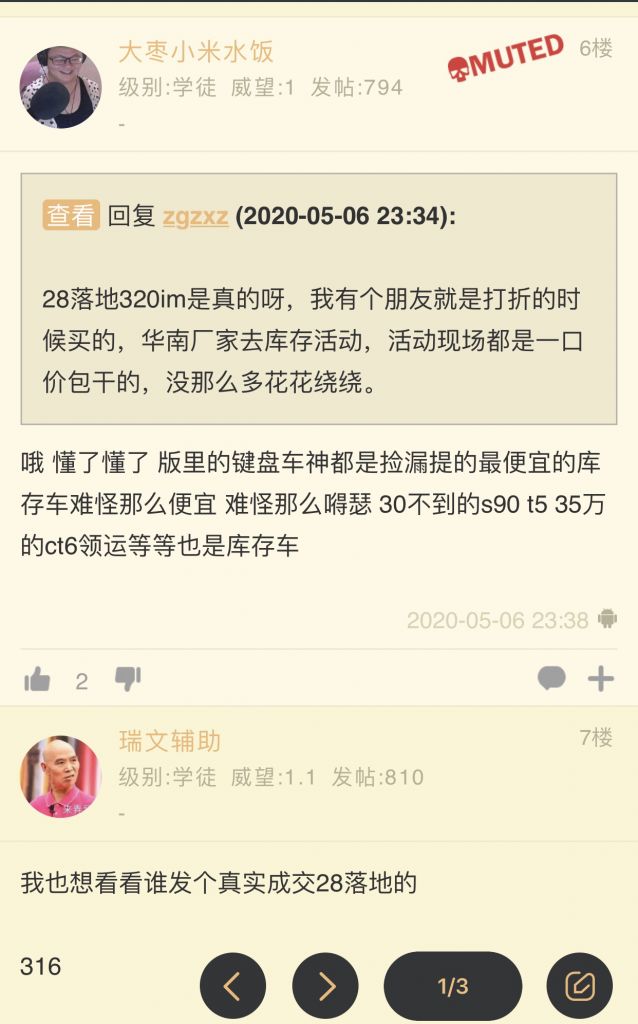 大枣小米水饭
MUTED
6楼
级别:学徒 威望:1 发帖:794
-
查看 回复 zgzxz (2020-05-06 23:34):
28落地320im是真的呀，我有个朋友就是打折的时
候买的，华南厂家去库存活动，活动现场都是一口
价包干的，没那么多花花绕绕。
哦 懂了懂了 版里的键盘车神都是捡漏提的最便宜的库
存车难怪那么便宜 难怪那么嘚瑟 30不到的s90 t5 35万
的ct6领运等等也是库存车
2020-05-06 23:38
2
瑞文辅助
7楼
级别:学徒 威望:1.1 发帖:810
-
我也想看看谁发个真实成交28落地的
316
1/3